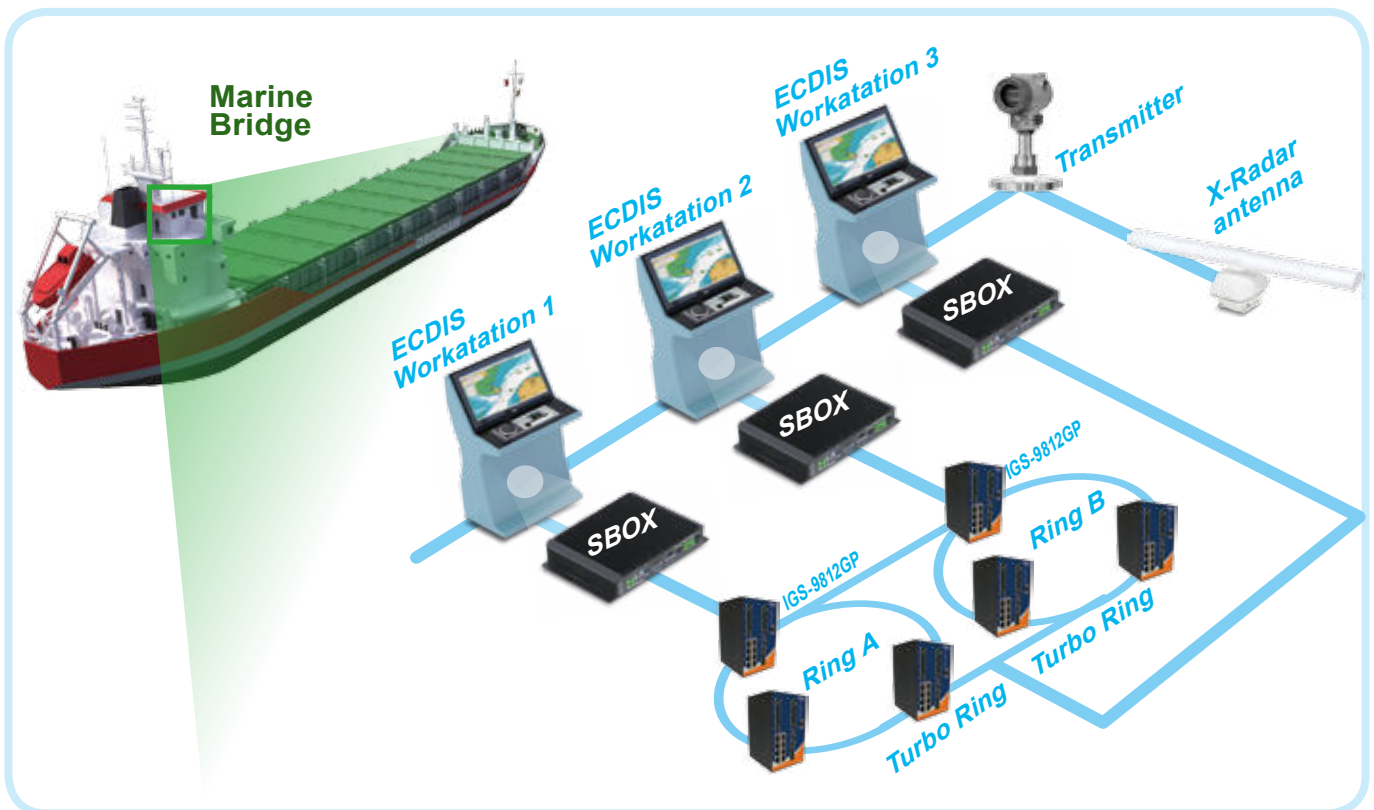 Marine
Bridge
ECDIS
Workatation 3
Transmitter
X-Radar
antenna
ECDIS
Workatation 2
ECDIS
Workatation 1
SBOX
SBOX
SBOX
IGS-9812GP
Ring B
IGS-9812GP
Ring A
Turbo Ring
Turbo Ring